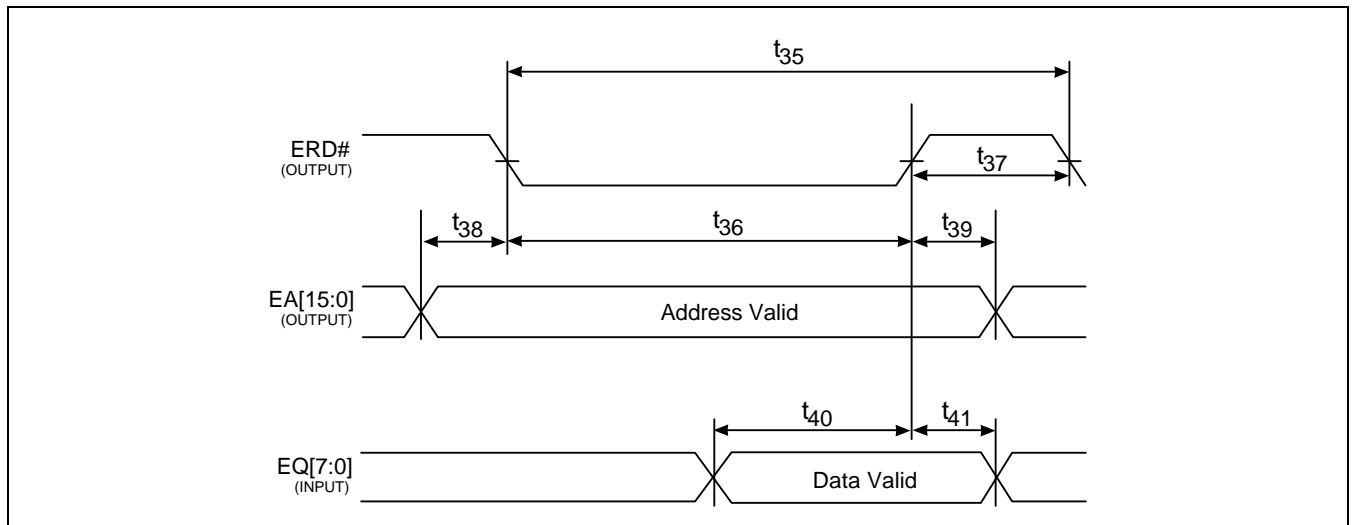 t35
ERD#
(OUTPUT)
t37
t38
t36
t39
EA[15:0]
(OUTPUT)
Address Valid
t40
t41
EQ[7:0]
(INPUT)
Data Valid